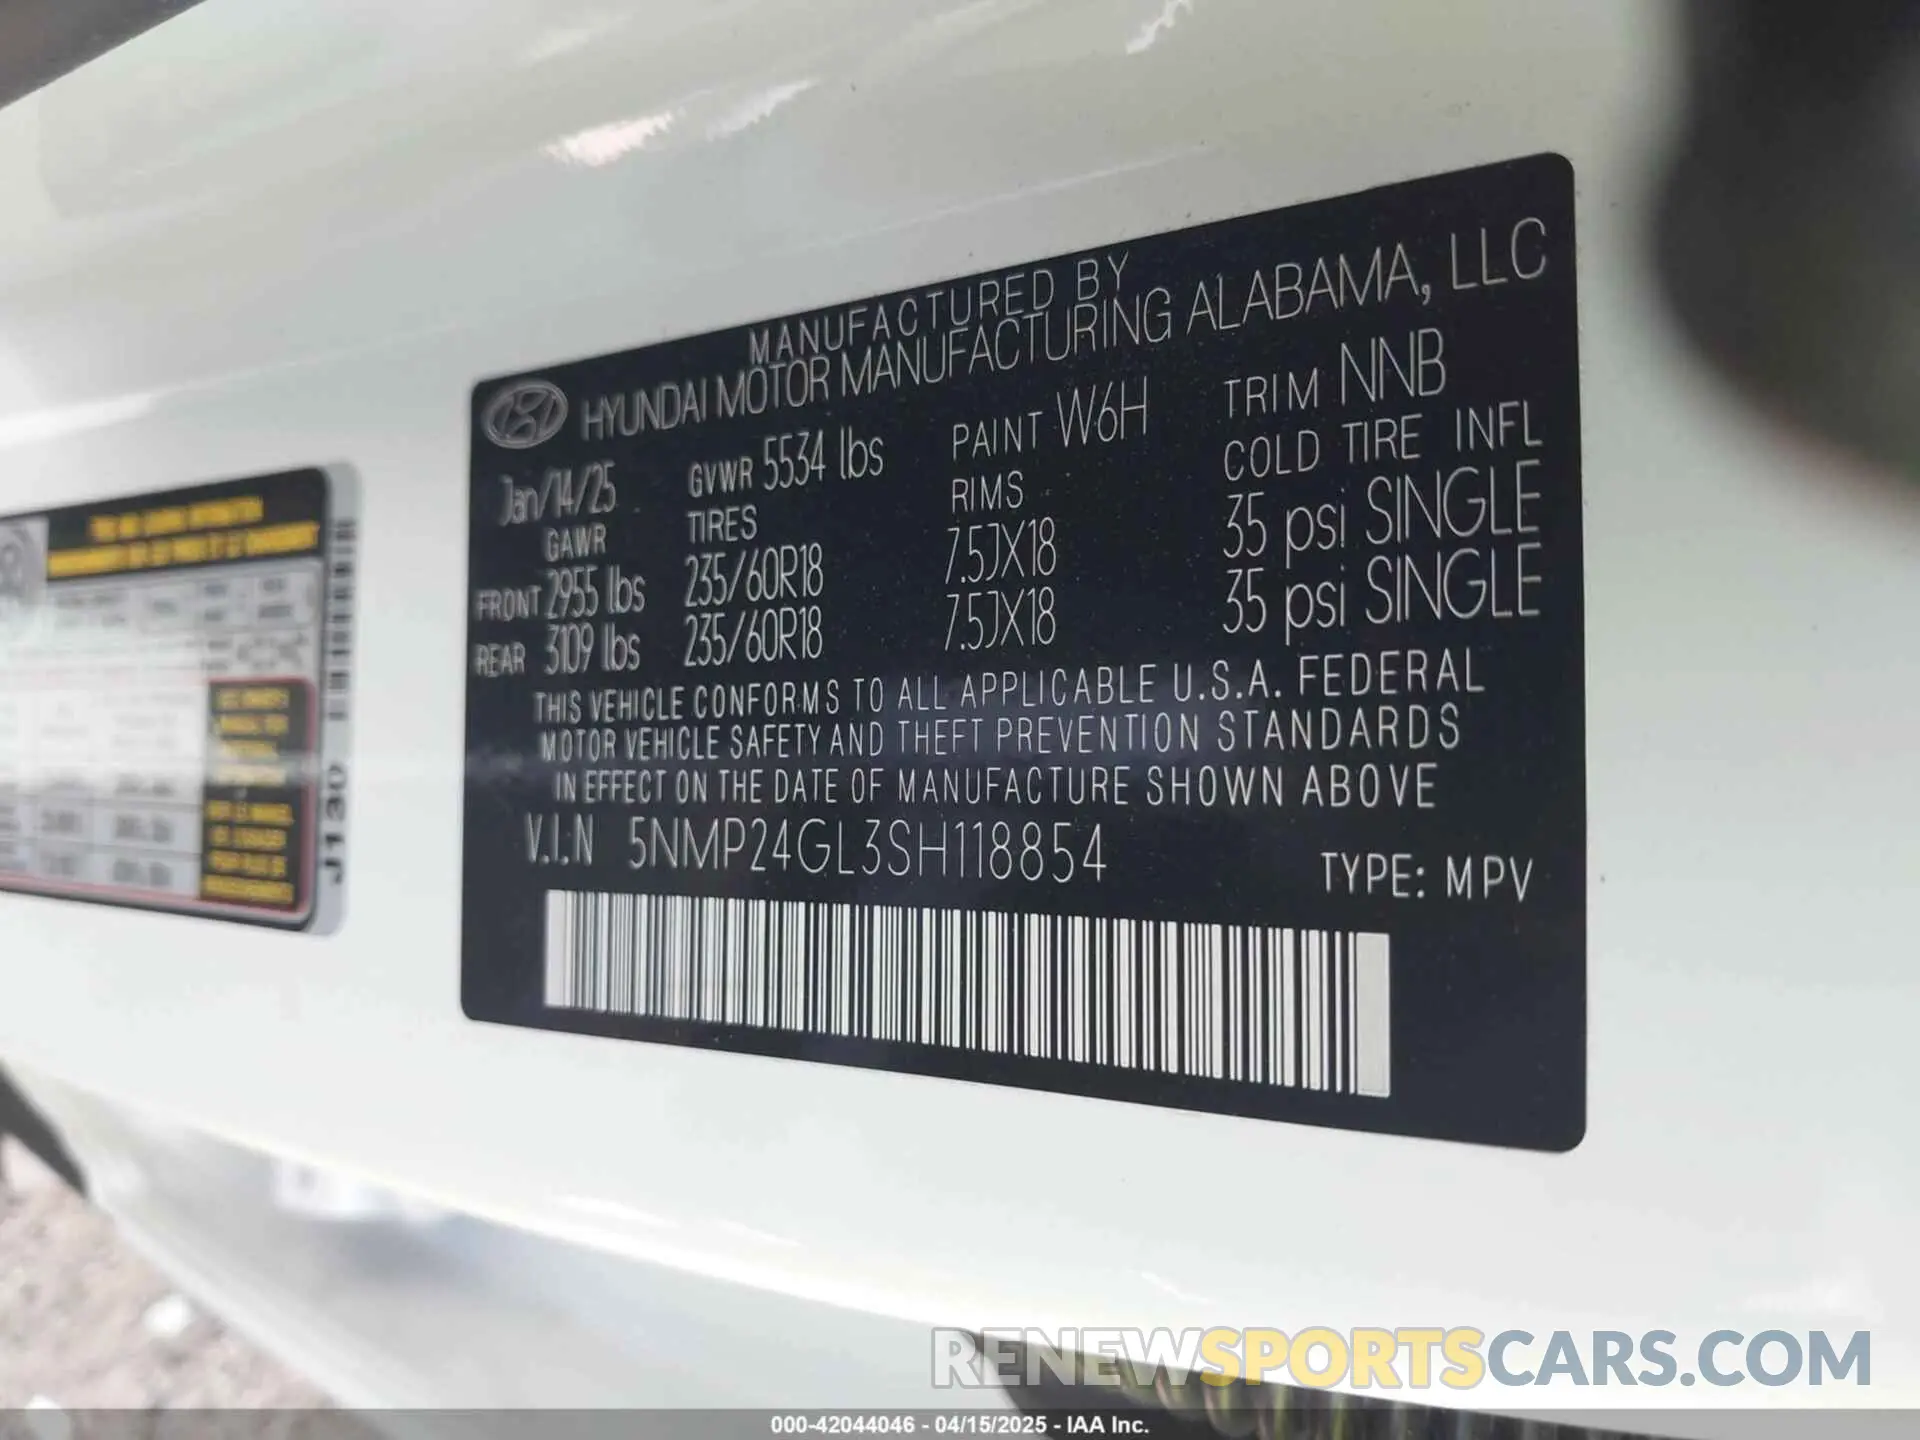 MANUFACTURED BY
HYUNDAI MOTOR MANUFACTURING ALABAMA, LLC
Jan/14/25 GVWR 5534 lbs PAINT W6H TRIM NNB
GAWR TIRES RIMS COLD TIRE INFL
FRONT 2955 lbs 235/60R18 7.5JX18 35 psi SINGLE
REAR 3109 lbs 235/60R18 7.5JX18 35 psi SINGLE
THIS VEHICLE CONFORMS TO ALL APPLICABLE U.S.A. FEDERAL
MOTOR VEHICLE SAFETY AND THEFT PREVENTION STANDARDS
IN EFFECT ON THE DATE OF MANUFACTURE SHOWN ABOVE
V.I.N 5NMP24GL3SH118854
TYPE: MPV
J130
RENEWSPORTSCARS.COM
000-42044046 - 04/15/2025 - IAA Inc.